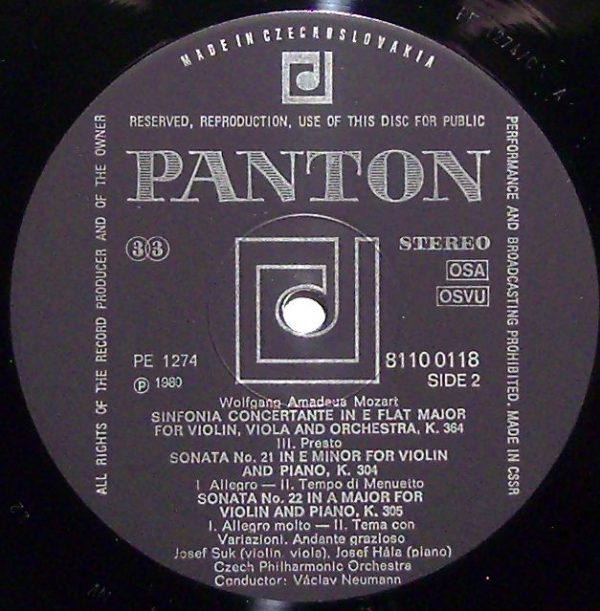 MADE IN CZECHOSLOVAKIA
RESERVED, REPRODUCTION, USE OF THIS DISC FOR PUBLIC
PERFORMANCE AND BROADCASTING PROHIBITED. MADE IN CSSR
ALL RIGHTS OF THE RECORD PRODUCER AND OF THE OWNER
PANTON
33
STEREO
OSA
OSVU
PE 1274
8110 0118
Ⓟ 1980
SIDE 2
Wolfgang Amadeus Mozart
SINFONIA CONCERTANTE IN E FLAT MAJOR
FOR VIOLIN, VIOLA AND ORCHESTRA, K. 364
III. Presto
SONATA No. 21 IN E MINOR FOR VIOLIN
AND PIANO, K. 304
I. Allegro — II. Tempo di Menuetto
SONATA No. 22 IN A MAJOR FOR
VIOLIN AND PIANO, K. 305
I. Allegro molto — II. Tema con
Variazioni. Andante grazioso
Josef Suk (violin, viola), Josef Hála (piano)
Czech Philharmonic Orchestra
Conductor: Václav Neumann